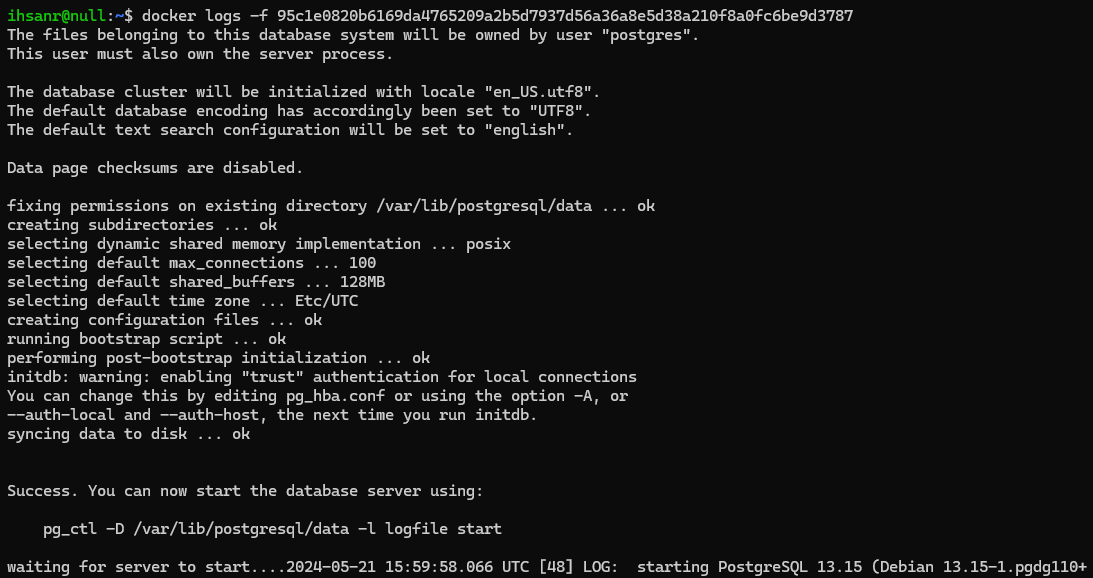 ihsanr@null:~$ docker logs -f 95c1e0820b6169da4765209a2b5d7937d56a36a8e5d38a210f8a0fc6be9d3787
The files belonging to this database system will be owned by user "postgres".
This user must also own the server process.
The database cluster will be initialized with locale "en_US.utf8".
The default database encoding has accordingly been set to "UTF8".
The default text search configuration will be set to "english".
Data page checksums are disabled.
fixing permissions on existing directory /var/lib/postgresql/data ... ok
creating subdirectories ... ok
selecting dynamic shared memory implementation ... posix
selecting default max_connections ... 100
selecting default shared_buffers ... 128MB
selecting default time zone ... Etc/UTC
creating configuration files ... ok
running bootstrap script ... ok
performing post-bootstrap initialization ... ok
initdb: warning: enabling "trust" authentication for local connections
You can change this by editing pg_hba.conf or using the option -A, or
--auth-local and --auth-host, the next time you run initdb.
syncing data to disk ... ok
Success. You can now start the database server using:
pg_ctl -D /var/lib/postgresql/data -l logfile start
waiting for server to start....2024-05-21 15:59:58.066 UTC [48] LOG:  starting PostgreSQL 13.15 (Debian 13.15-1.pgdg110+